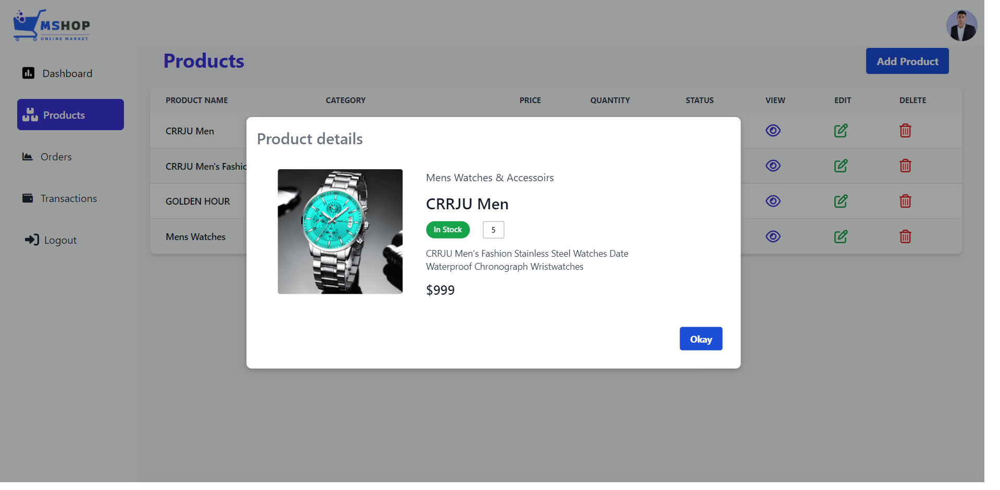 MSHOP
ONLINE MARKET
Products
Add Product
Dashboard
Products
Orders
Transactions
Logout
PRODUCT NAME CATEGORY PRICE QUANTITY STATUS VIEW EDIT DELETE
CRRJU Men
CRRJU Men's Fashio
GOLDEN HOUR
Mens Watches
Product details
Mens Watches & Accessoirs
CRRJU Men
In Stock 5
CRRJU Men's Fashion Stainless Steel Watches Date
Waterproof Chronograph Wristwatches
$999
Okay